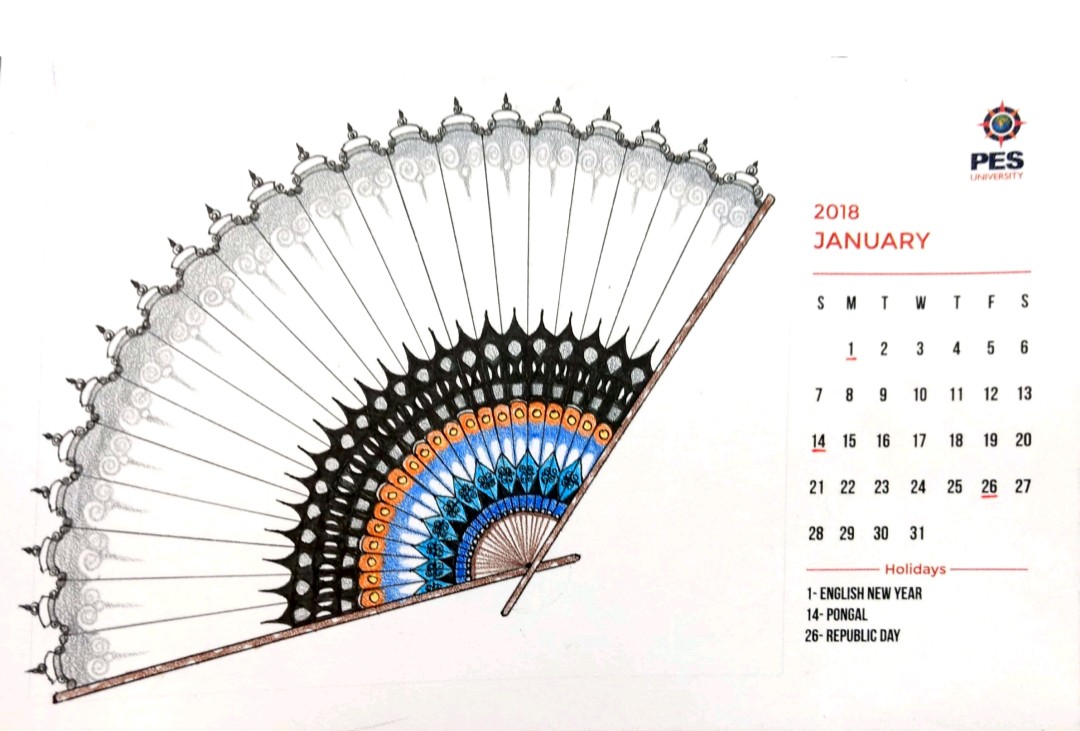 PES
UNIVERSITY
2018
JANUARY
S M T W T F S
1 2 3 4 5 6
7 8 9 10 11 12 13
14 15 16 17 18 19 20
21 22 23 24 25 26 27
28 29 30 31
Holidays
1- ENGLISH NEW YEAR
14- PONGAL
26- REPUBLIC DAY